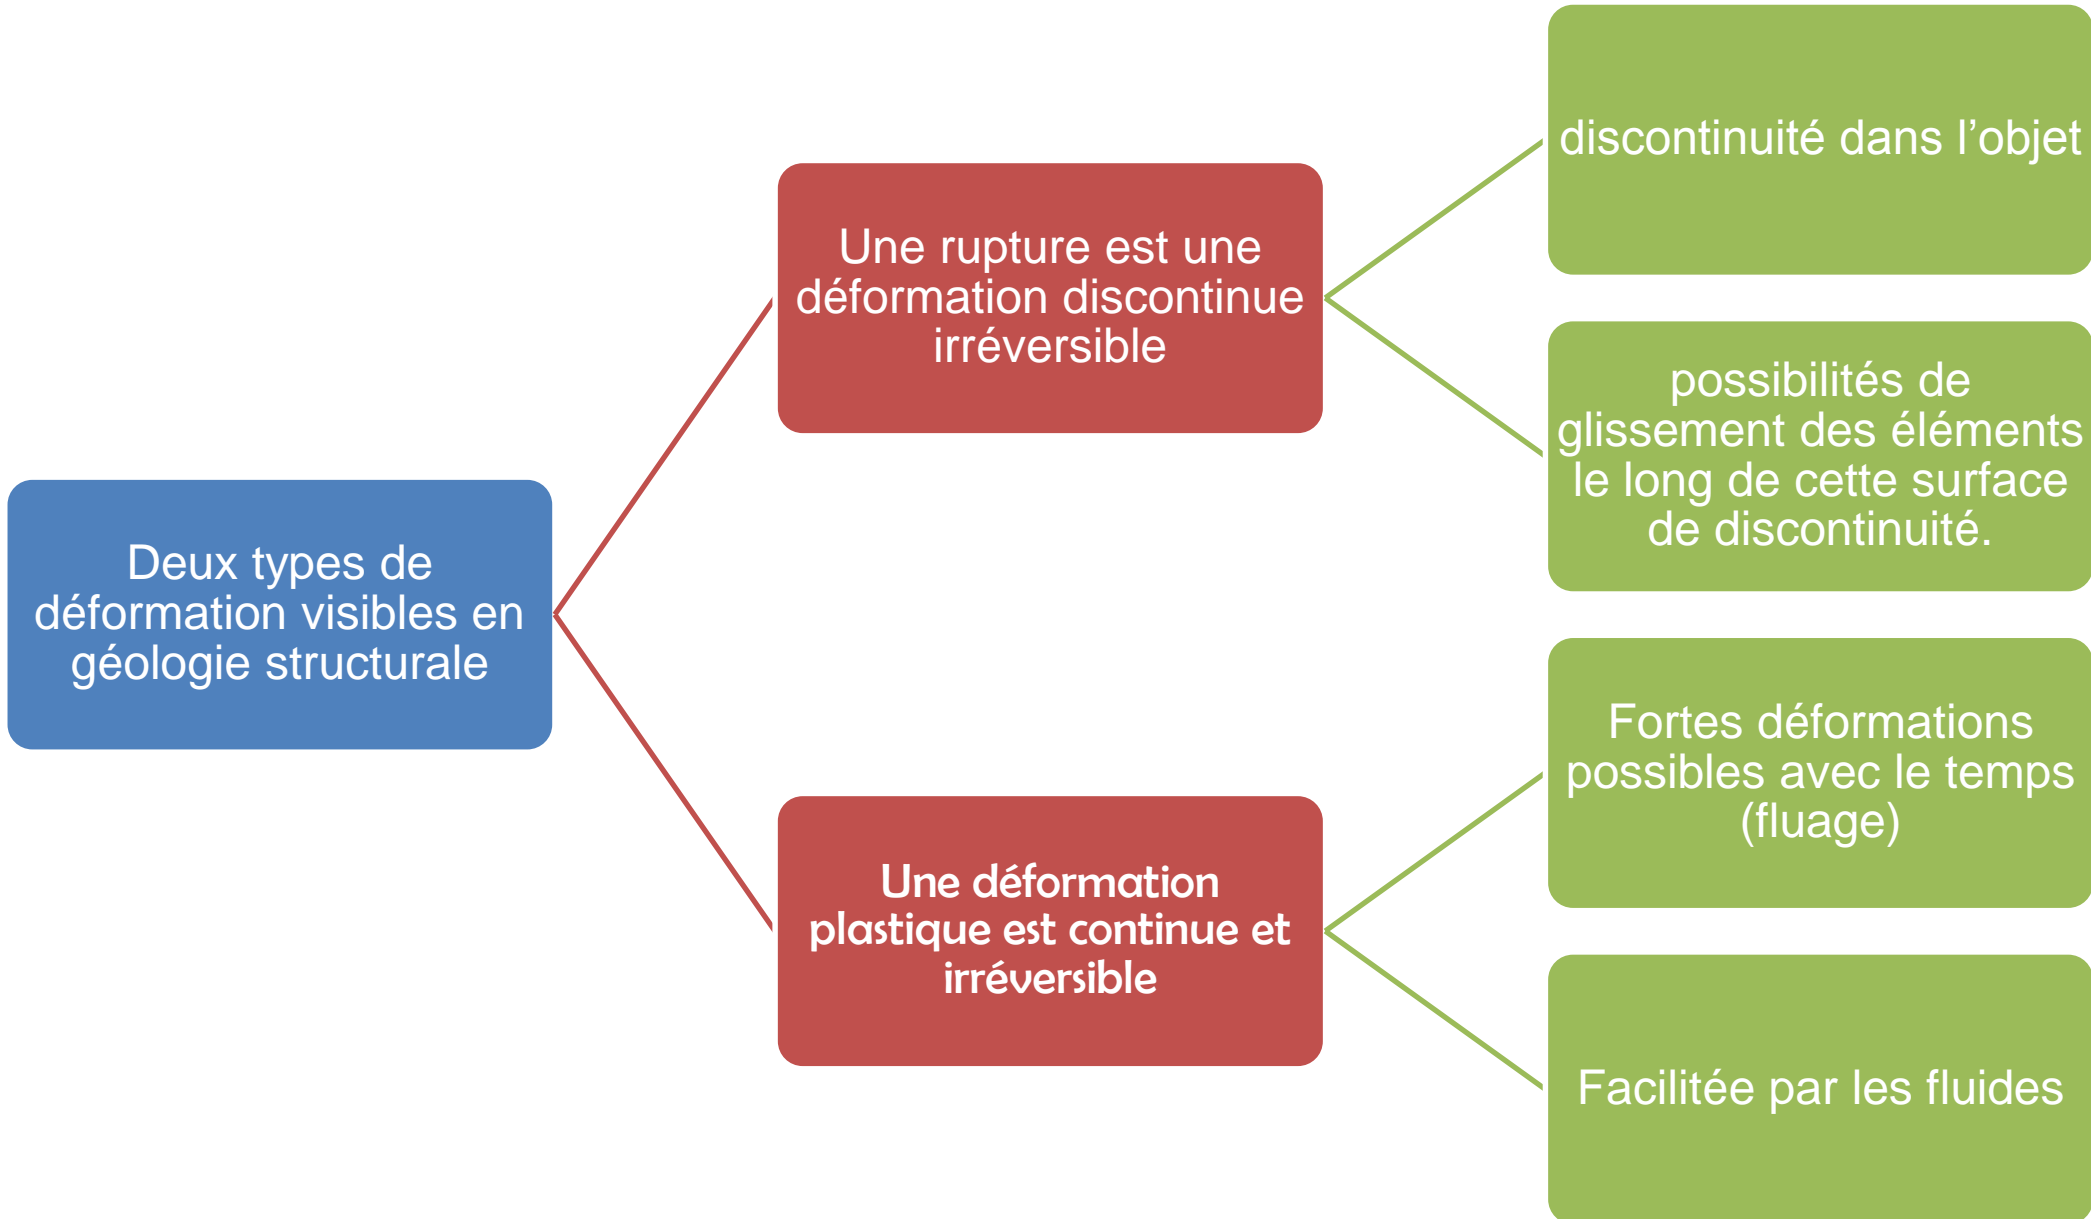 Deux types de
déformation visibles en
géologie structurale
Une rupture est une
déformation discontinue
irréversible
discontinuité dans l’objet
possibilités de
glissement des éléments
le long de cette surface
de discontinuité.
Une déformation
plastique est continue et
irréversible
Fortes déformations
possibles avec le temps
(fluage)
Facilitée par les fluides